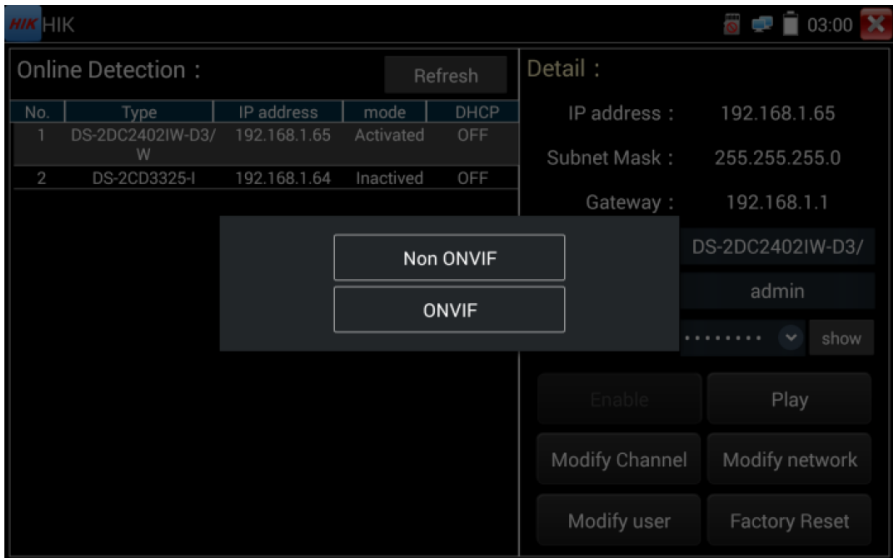 HIK HIK 03:00
Online Detection :
Refresh
No. Type IP address mode DHCP
1 DS-2DC2402IW-D3/ 192.168.1.65 Activated OFF
W
2 DS-2CD3325-I 192.168.1.64 Inactived OFF
Non ONVIF
ONVIF
Detail :
IP address : 192.168.1.65
Subnet Mask : 255.255.255.0
Gateway : 192.168.1.1
DS-2DC2402IW-D3/
admin
•••••••• show
Enable Play
Modify Channel Modify network
Modify user Factory Reset